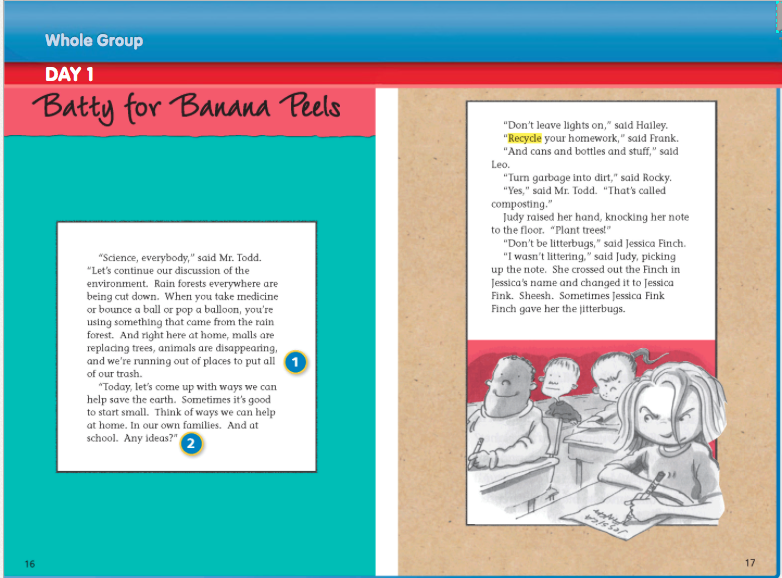 Whole Group
DAY 1
Batty for Banana Peels
“Science, everybody,” said Mr. Todd.
“Let’s continue our discussion of the
environment. Rain forests everywhere are
being cut down. When you take medicine
or bounce a ball or pop a balloon, you’re
using something that came from the rain
forest. And right here at home, malls are
replacing trees, animals are disappearing,
and we’re running out of places to put all
of our trash.
1
“Today, let’s come up with ways we can
help save the earth. Sometimes it’s good
to start small. Think of ways we can help
at home. In our own families. And at
school. Any ideas?”
2
16
“Don’t leave lights on,” said Hailey.
“Recycle your homework,” said Frank.
“And cans and bottles and stuff,” said
Leo.
“Turn garbage into dirt,” said Rocky.
“Yes,” said Mr. Todd. “That’s called
composting.”
Judy raised her hand, knocking her note
to the floor. “Plant trees!”
“Don’t be litterbugs,” said Jessica Finch.
“I wasn’t littering,” said Judy, picking
up the note. She crossed out the Finch in
Jessica’s name and changed it to Jessica
Fink. Sheesh. Sometimes Jessica Fink
Finch gave her the jitterbugs.
JESSICA
17